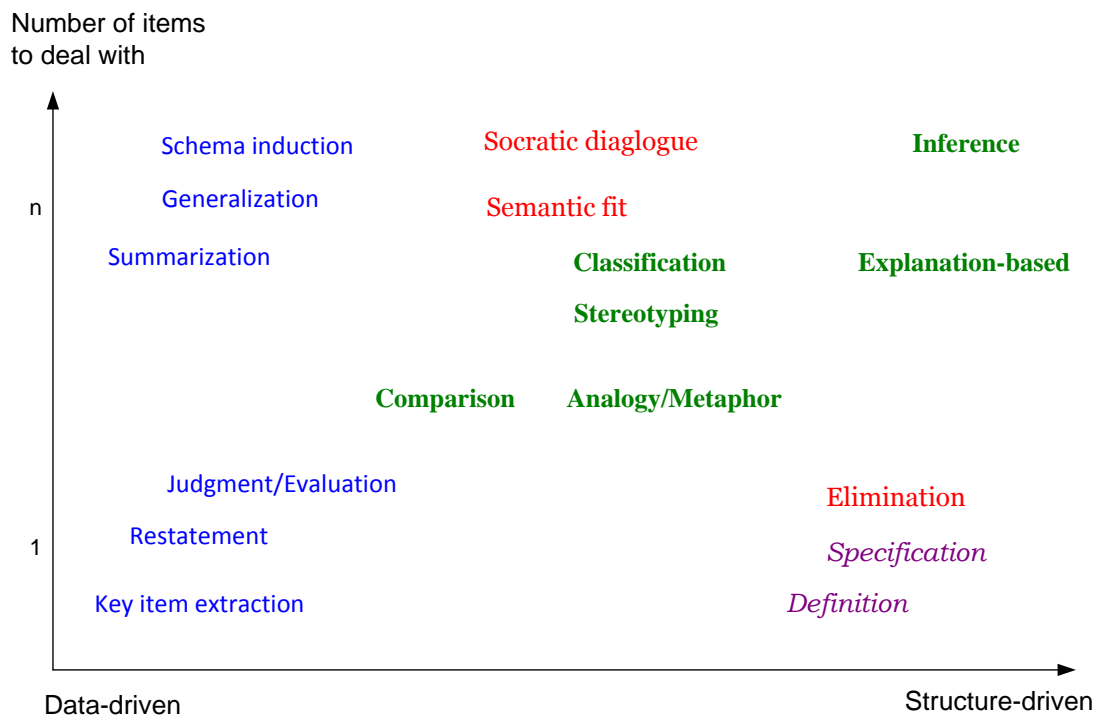 Number of items
to deal with
Schema induction
Socratic diaglogue
Inference
Generalization
n
Semantic fit
Summarization
Classification
Explanation-based
Stereotyping
Comparison
Analogy/Metaphor
Judgment/Evaluation
Elimination
Restatement
1
Specification
Key item extraction
Definition
Data-driven
Structure-driven